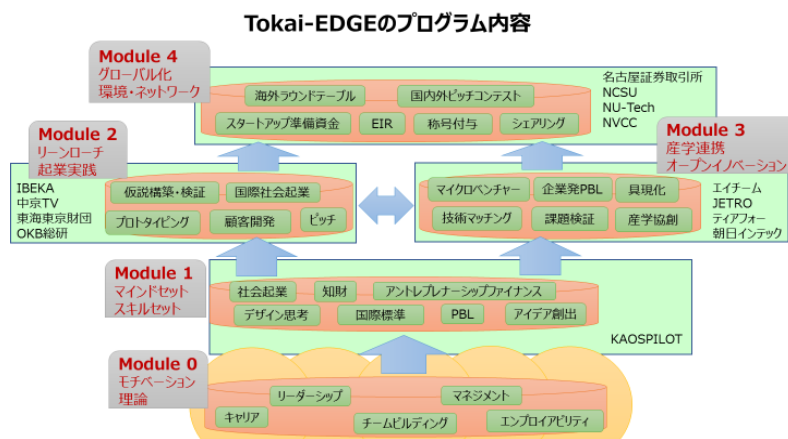 Tokai-EDGEのプログラム内容
Module 4
グローバル化
環境・ネットワーク
海外ラウンドテーブル
国内外ピッチコンテスト
スタートアップ準備資金
EIR
称号付与
シェアリング
名古屋証券取引所
NCSU
NU-Tech
NVCC
Module 2
リーンローチ
起業実践
IBEKA
中京TV
東海東京財団
OKB総研
仮説構築・検証
国際社会起業
プロトタイピング
顧客開発
ピッチ
Module 3
産学連携
オープンイノベーション
マイクロベンチャー
企業発PBL
具現化
技術マッチング
課題検証
産学協創
エイチーム
JETRO
ティアフォー
朝日インテック
Module 1
マインドセット
スキルセット
社会起業
知財
アントレプレナーシップファイナンス
デザイン思考
国際標準
PBL
アイデア創出
KAOSPILOT
Module 0
モチベーション
理論
リーダーシップ
マネジメント
キャリア
チームビルディング
エンプロイアビリティ